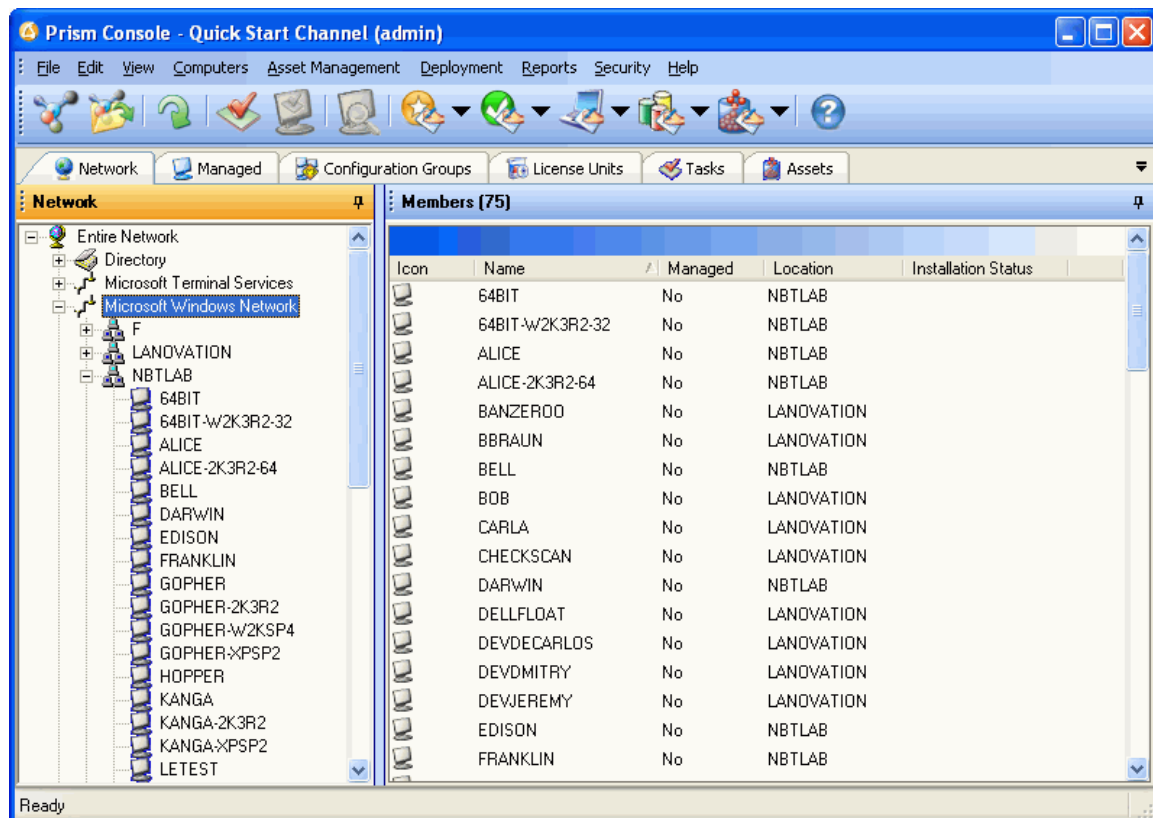 Prism Console - Quick Start Channel (admin)
File Edit View Computers Asset Management Deployment Reports Security Help
Network Managed Configuration Groups License Units Tasks Assets
Network
Entire Network
Directory
Microsoft Terminal Services
Microsoft Windows Network
F
LANOVATION
NBTLAB
64BIT
64BIT-W2K3R2-32
ALICE
ALICE-2K3R2-64
BELL
DARWIN
EDISON
FRANKLIN
GOPHER
GOPHER-2K3R2
GOPHER-W2KSP4
GOPHER-XPSP2
HOPPER
KANGA
KANGA-2K3R2
KANGA-XPSP2
LETEST
Members (75)
Icon Name Managed Location Installation Status
64BIT No NBTLAB
64BIT-W2K3R2-32 No NBTLAB
ALICE No NBTLAB
ALICE-2K3R2-64 No NBTLAB
BANZEROO No LANOVATION
BBRAUN No LANOVATION
BELL No NBTLAB
BOB No LANOVATION
CARLA No LANOVATION
CHECKSCAN No LANOVATION
DARWIN No NBTLAB
DELLFLOAT No LANOVATION
DEVDECARLOS No LANOVATION
DEVDMITRY No LANOVATION
DEVJEREMY No LANOVATION
EDISON No NBTLAB
FRANKLIN No NBTLAB
Ready